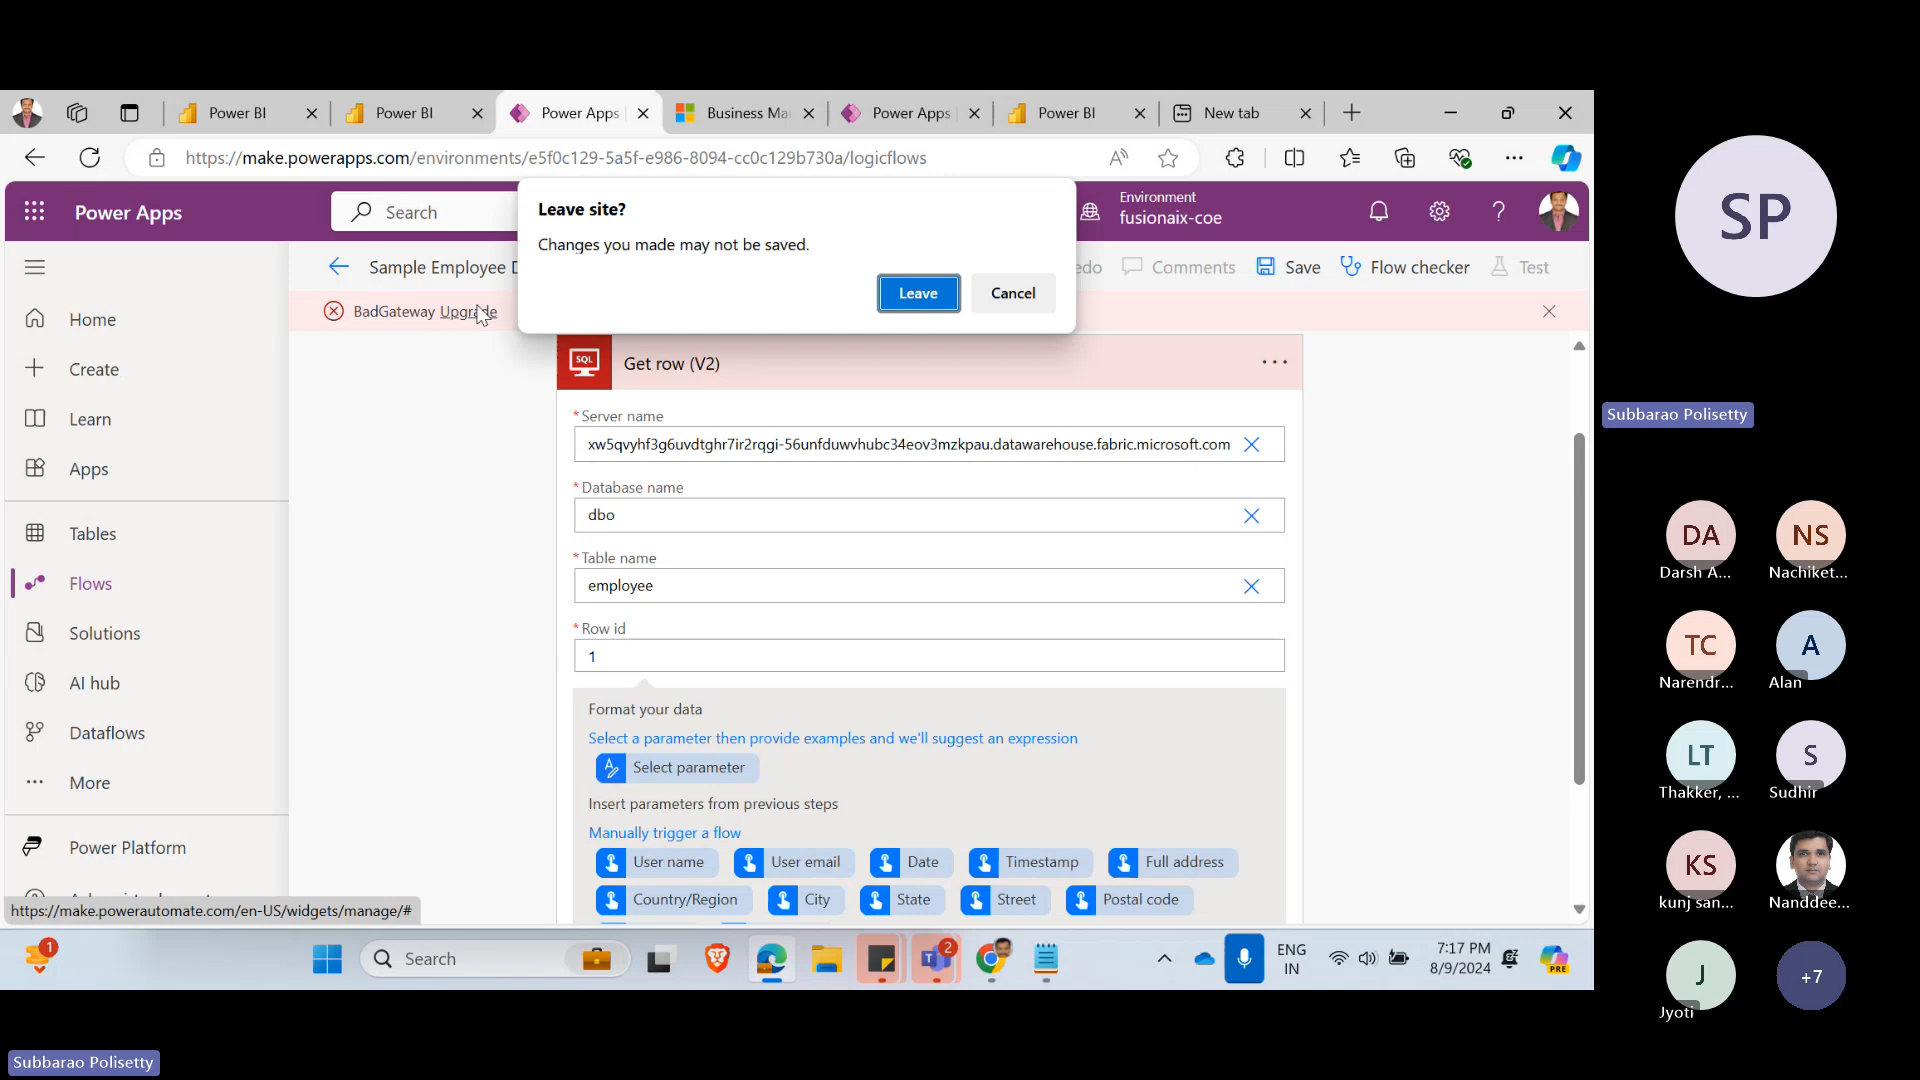 Power BI
Power BI
Power Apps
Business Ma
Power Apps
Power BI
New tab
https://make.powerapps.com/environments/e5f0c129-5a5f-e986-8094-cc0c129b730a/logicflows
Power Apps
Search
Environment
fusionaix-coe
Leave site?
Changes you made may not be saved.
Leave
Cancel
Sample Employee D
edo
Comments
Save
Flow checker
Test
BadGateway Upgrade
Home
Create
Learn
Apps
Tables
Flows
Solutions
AI hub
Dataflows
More
Power Platform
https://make.powerautomate.com/en-US/widgets/manage/#
SQL
Get row (V2)
* Server name
xw5qvyhf3g6uvdtghr7ir2rqgi-56unfduwvhubc34eov3mzkpau.datawarehouse.fabric.microsoft.com
* Database name
dbo
* Table name
employee
* Row id
1
Format your data
Select a parameter then provide examples and we'll suggest an expression
Select parameter
Insert parameters from previous steps
Manually trigger a flow
User name
User email
Date
Timestamp
Full address
Country/Region
City
State
Street
Postal code
1
Search
2
PRE
ENG
IN
7:17 PM
8/9/2024
SP
Subbarao Polisetty
DA
Darsh A...
NS
Nachiket...
TC
Narendr...
A
Alan
LT
Thakker, ...
S
Sudhir
KS
kunj san...
Nanddee...
J
Jyoti
+7
Subbarao Polisetty